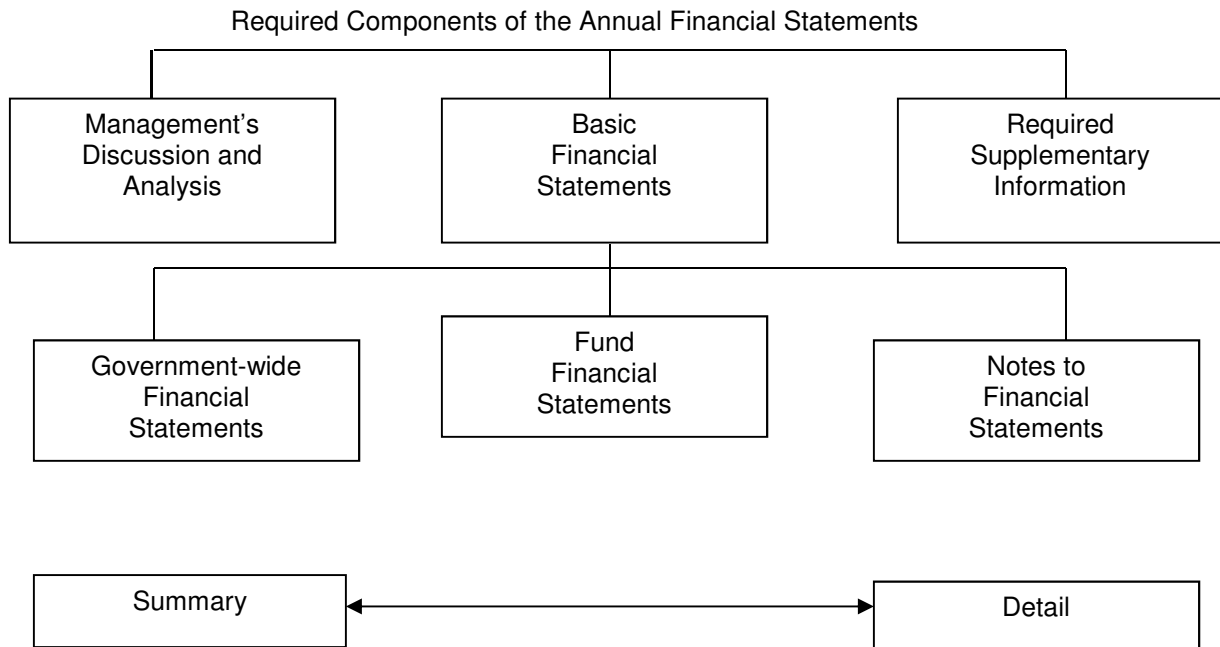 Required Components of the Annual Financial Statements
Management’s
Discussion and
Analysis
Basic
Financial
Statements
Required
Supplementary
Information
Government-wide
Financial
Statements
Fund
Financial
Statements
Notes to
Financial
Statements
Summary
Detail